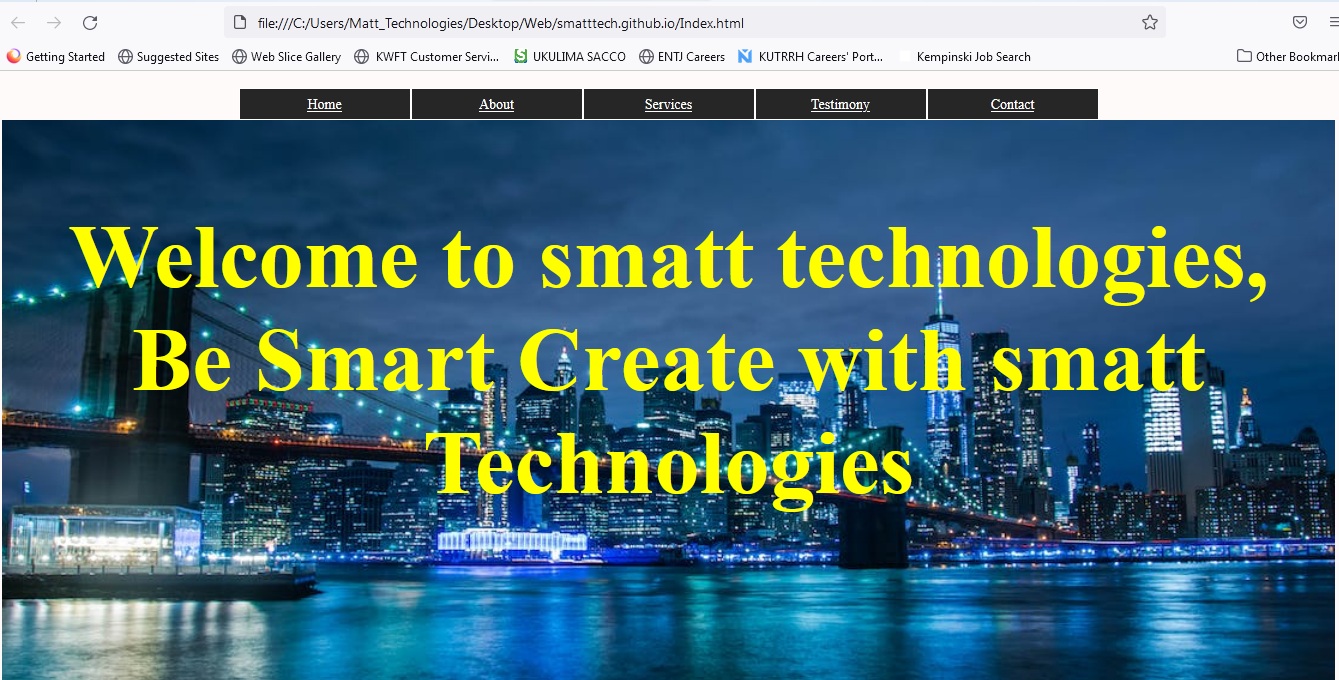 file:///C:/Users/Matt_Technologies/Desktop/Web/smatttech.github.io/Index.html
Getting Started Suggested Sites Web Slice Gallery KWFT Customer Servi... UKULIMA SACCO ENTJ Careers KUTRRH Careers' Port... Kempinski Job Search Other Bookmar
Home About Services Testimony Contact
Welcome to smatt technologies,
Be Smart Create with smatt
Technologies